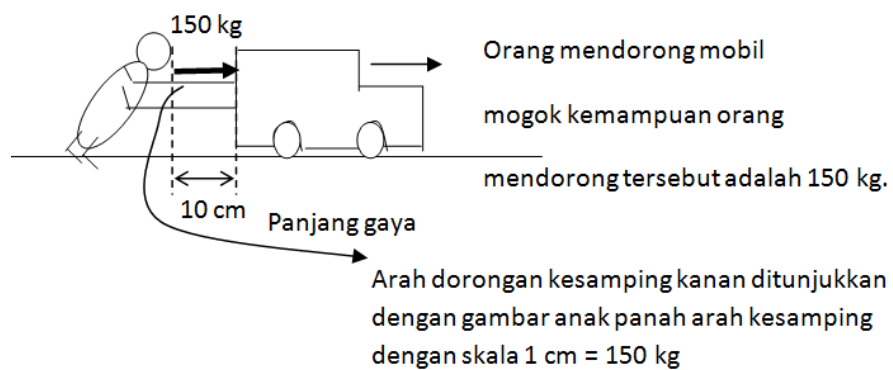 150 kg
Orang mendorong mobil
mogok kemampuan orang
mendorong tersebut adalah 150 kg.
10 cm
Panjang gaya
Arah dorongan kesamping kanan ditunjukkan
dengan gambar anak panah arah kesamping
dengan skala 1 cm = 150 kg